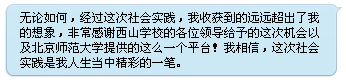 无论如何，经过这次社会实践，我收获到的远远超出了我
的想象，非常感谢西山学校的各位领导给予的这次机会以
及北京师范大学提供的这么一个平台！我相信，这次社会
实践是我人生当中精彩的一笔。